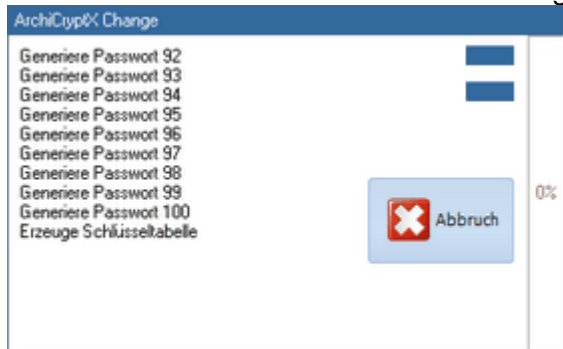 ArchiCryptX Change
Generiere Passwort 92
Generiere Passwort 93
Generiere Passwort 94
Generiere Passwort 95
Generiere Passwort 96
Generiere Passwort 97
Generiere Passwort 98
Generiere Passwort 99
Generiere Passwort 100
Erzeuge Schlüsseltabelle
Abbruch
0%